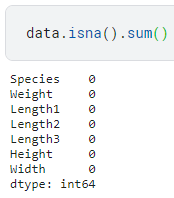 data.isna().sum()
Species    0
Weight     0
Length1    0
Length2    0
Length3    0
Height     0
Width      0
dtype: int64